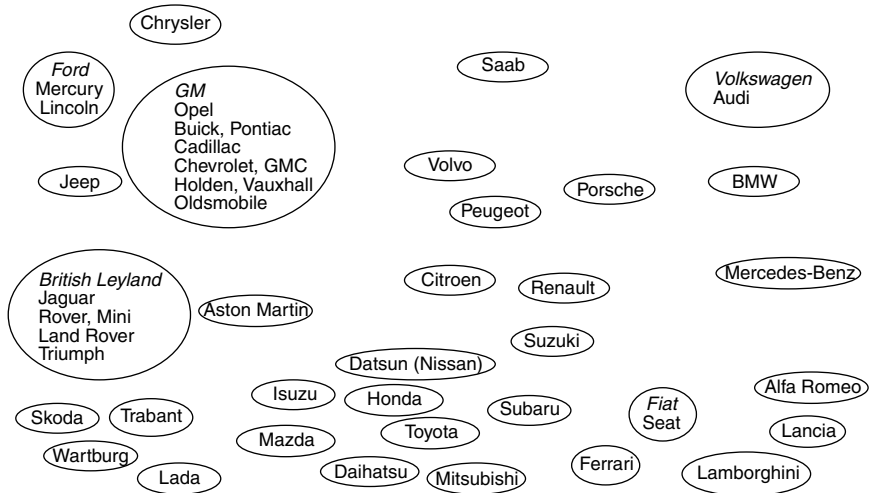 Chrysler
Ford
Mercury
Lincoln
GM
Opel
Buick, Pontiac
Cadillac
Chevrolet, GMC
Holden, Vauxhall
Oldsmobile
Saab
Volkswagen
Audi
Jeep
Volvo
Peugeot
Porsche
BMW
British Leyland
Jaguar
Rover, Mini
Land Rover
Triumph
Aston Martin
Citroen
Renault
Mercedes-Benz
Suzuki
Datsun (Nissan)
Isuzu
Honda
Subaru
Fiat
Seat
Alfa Romeo
Skoda
Trabant
Mazda
Toyota
Lancia
Wartburg
Lada
Daihatsu
Mitsubishi
Ferrari
Lamborghini